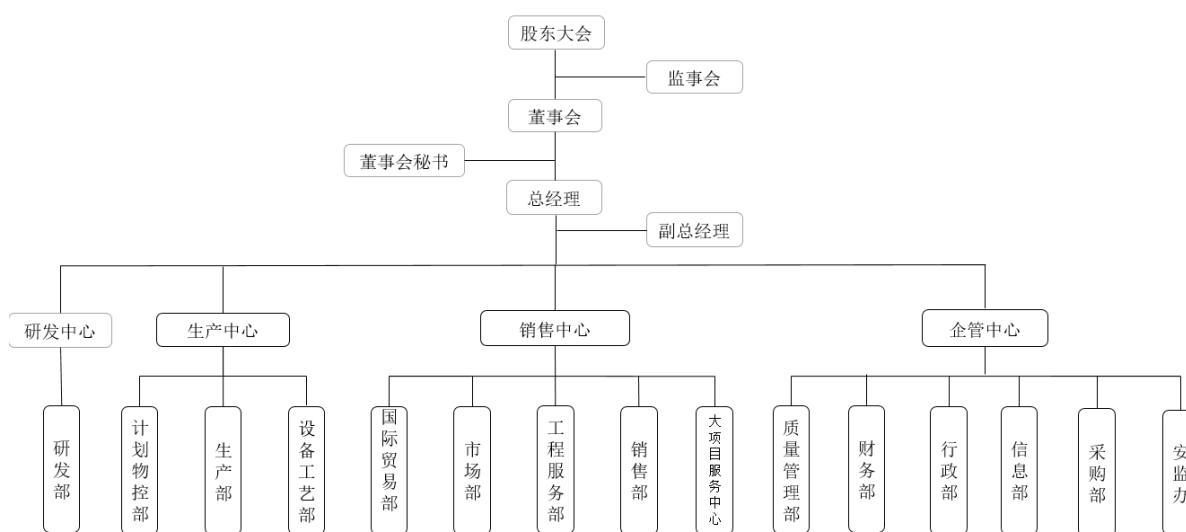 股东大会
监事会
董事会
董事会秘书
总经理
副总经理
研发中心
生产中心
销售中心
企管中心
研发部
计划物控部
生产部
设备工艺部
国际贸易部
市场部
工程服务部
销售部
大项目服务中心
质量管理部
财务部
行政部
信息部
采购部
安监办